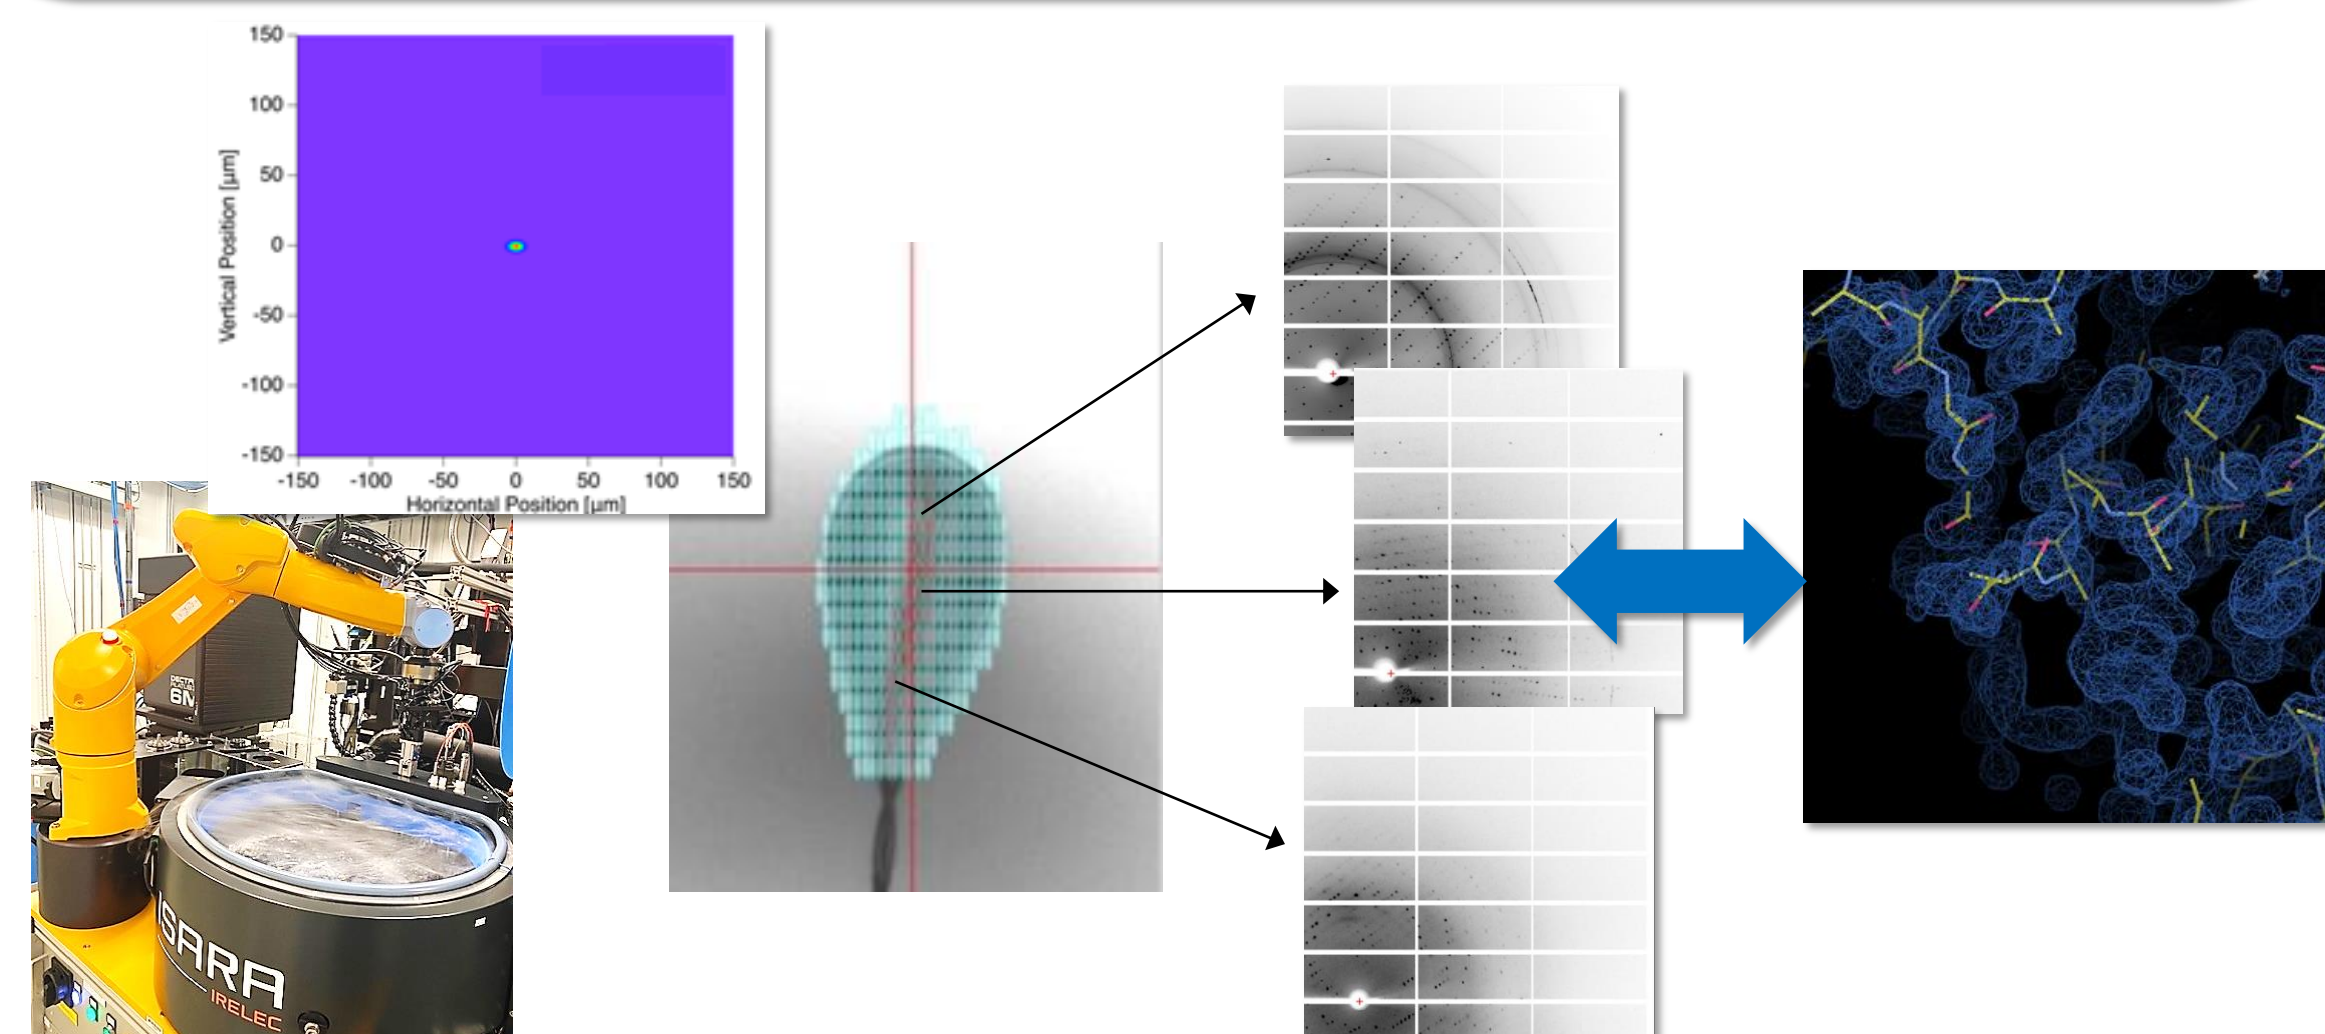 150
100
50
0
-50
-100
-150
Vertical Position [µm]
-150 -100 -50 0 50 100 150
Horizontal Position [µm]
6M
ISARA
IRELEC